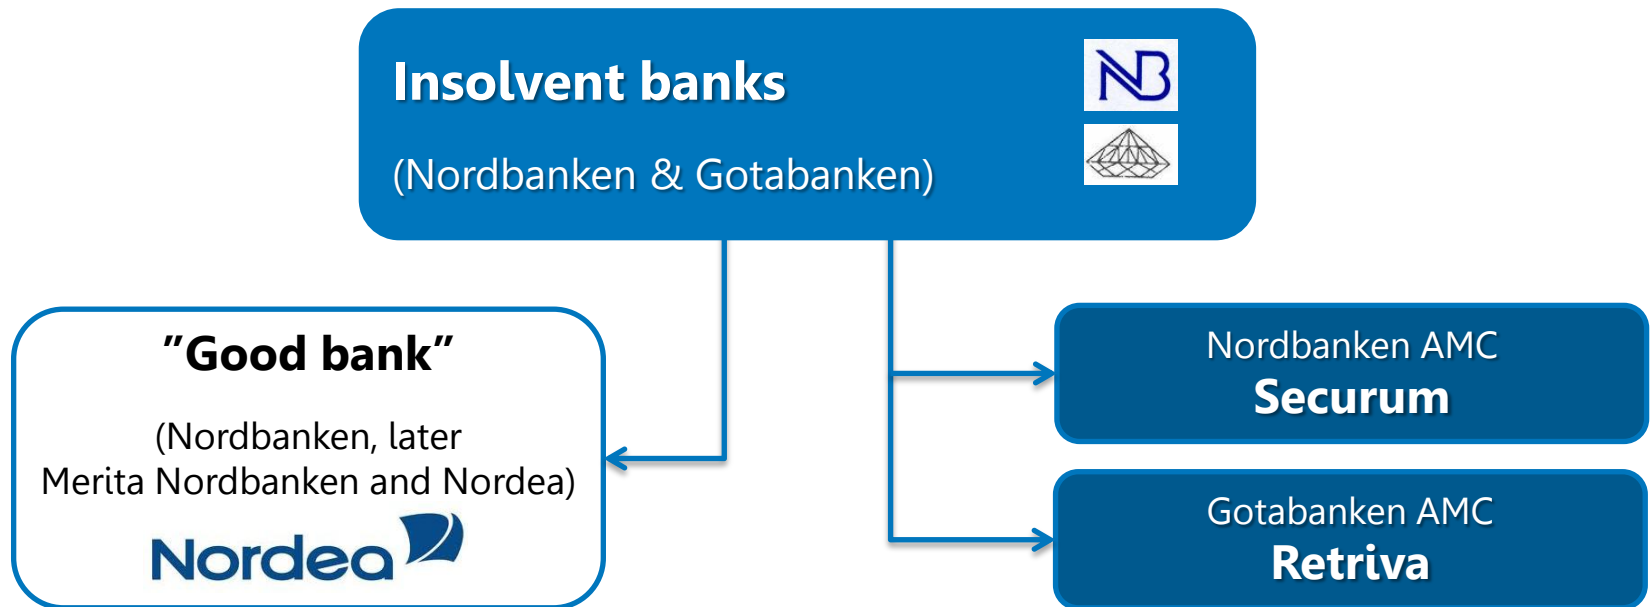 Insolvent banks
(Nordbanken & Gotabanken)
NB
”Good bank”
(Nordbanken, later
Merita Nordbanken and Nordea)
Nordea
Nordbanken AMC
Securum
Gotabanken AMC
Retriva